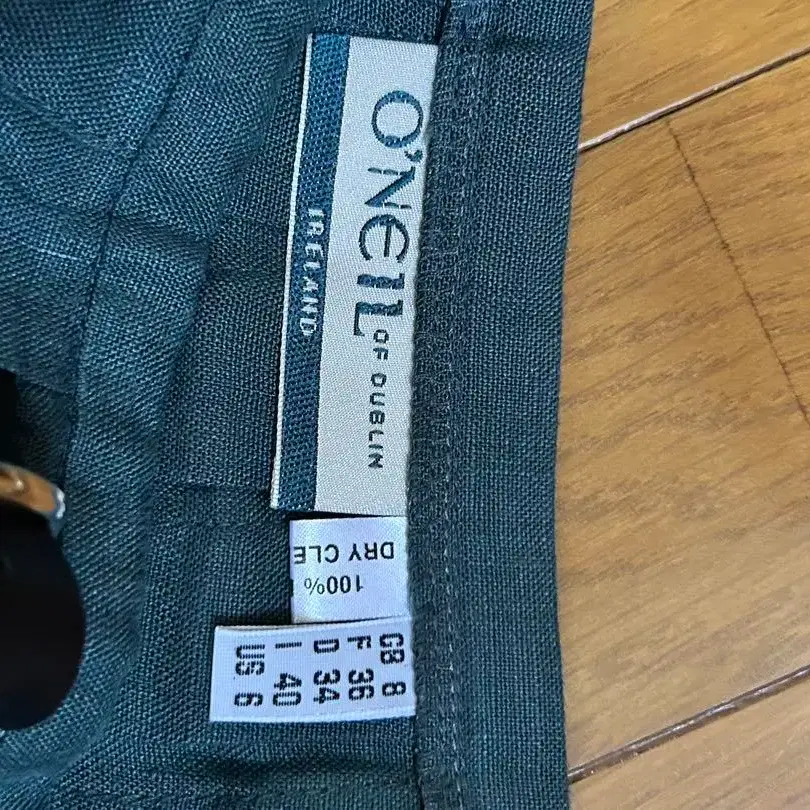 O'NEIL
OF DUBLIN
IRELAND
100%
DRY CLE
GB 8
F 36
D 34
I 40
US 6